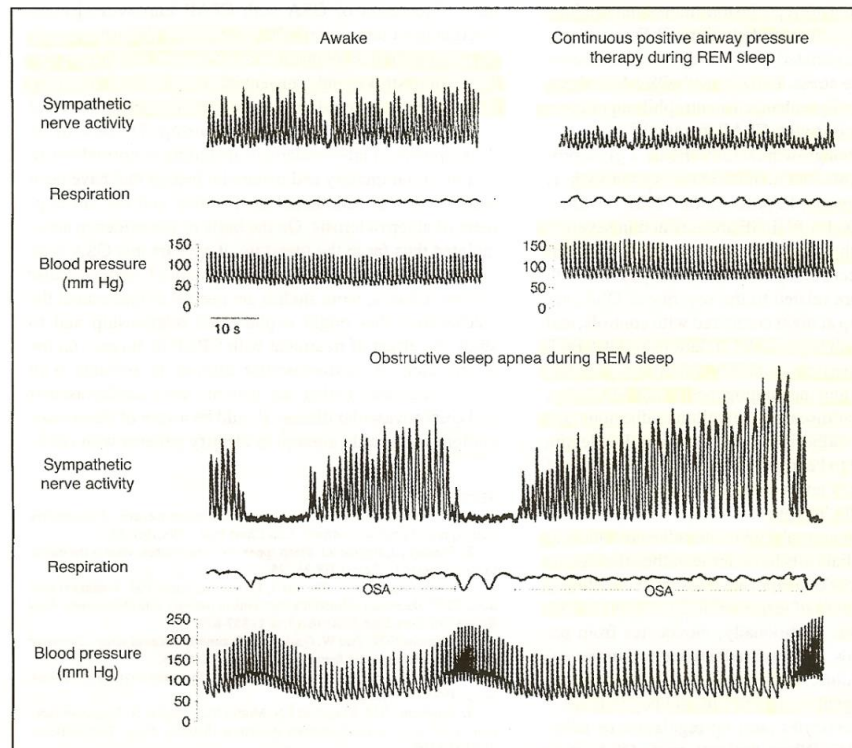 Awake
Continuous positive airway pressure
therapy during REM sleep
Sympathetic
nerve activity
Respiration
Blood pressure
(mm Hg)
150
100
50
0
150
100
50
0
10 s
Obstructive sleep apnea during REM sleep
Sympathetic
nerve activity
Respiration
OSA
OSA
Blood pressure
(mm Hg)
250
200
150
100
50
0